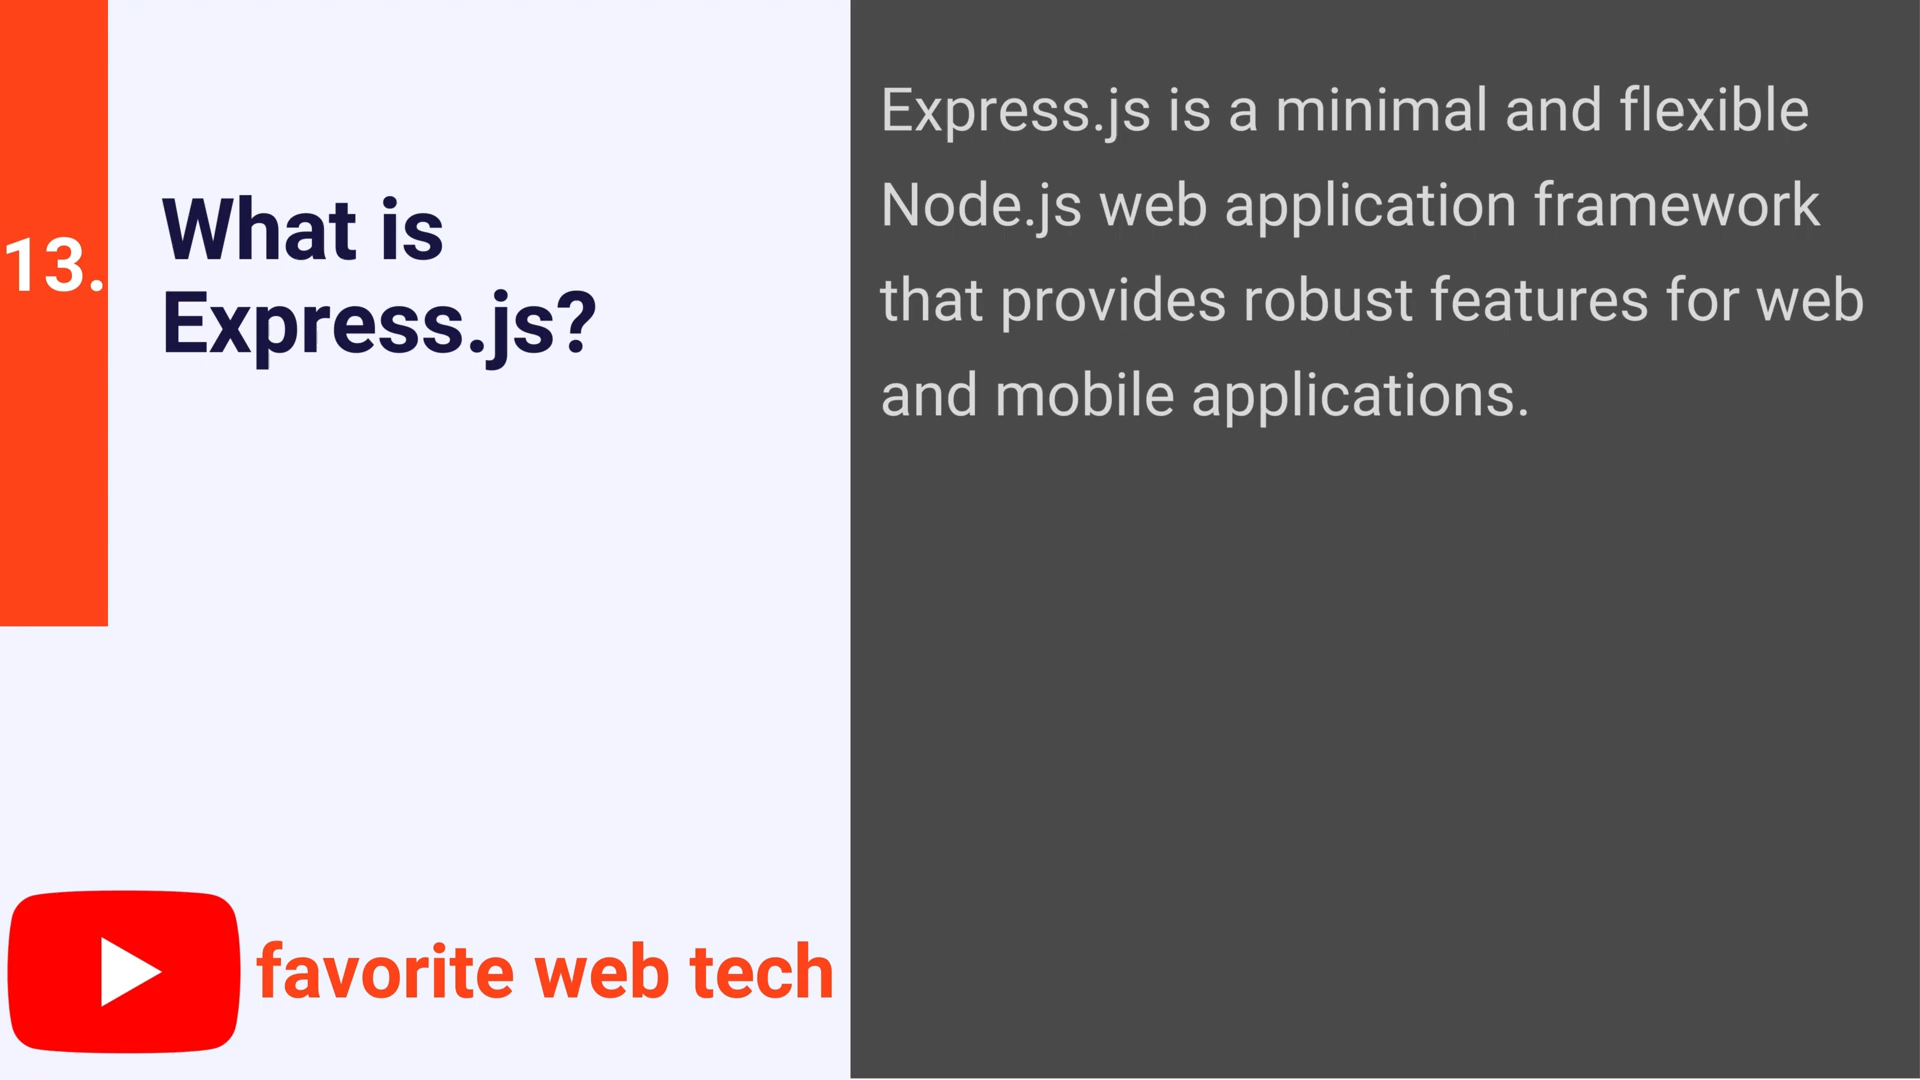 13.
What is
Express.js?
Express.js is a minimal and flexible
Node.js web application framework
that provides robust features for web
and mobile applications.
favorite web tech